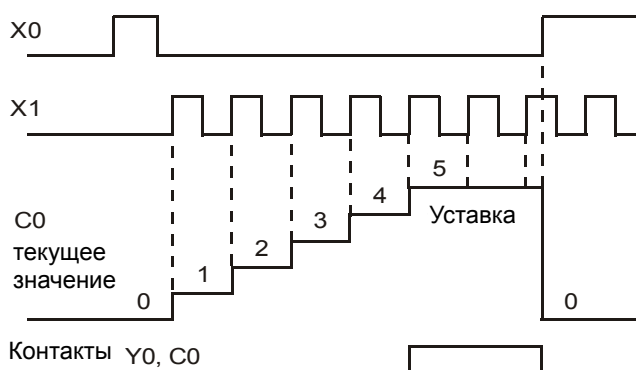 X0
X1
5
4
C0
текущее
значение
3
Уставка
2
1
0
0
Контакты Y0, C0